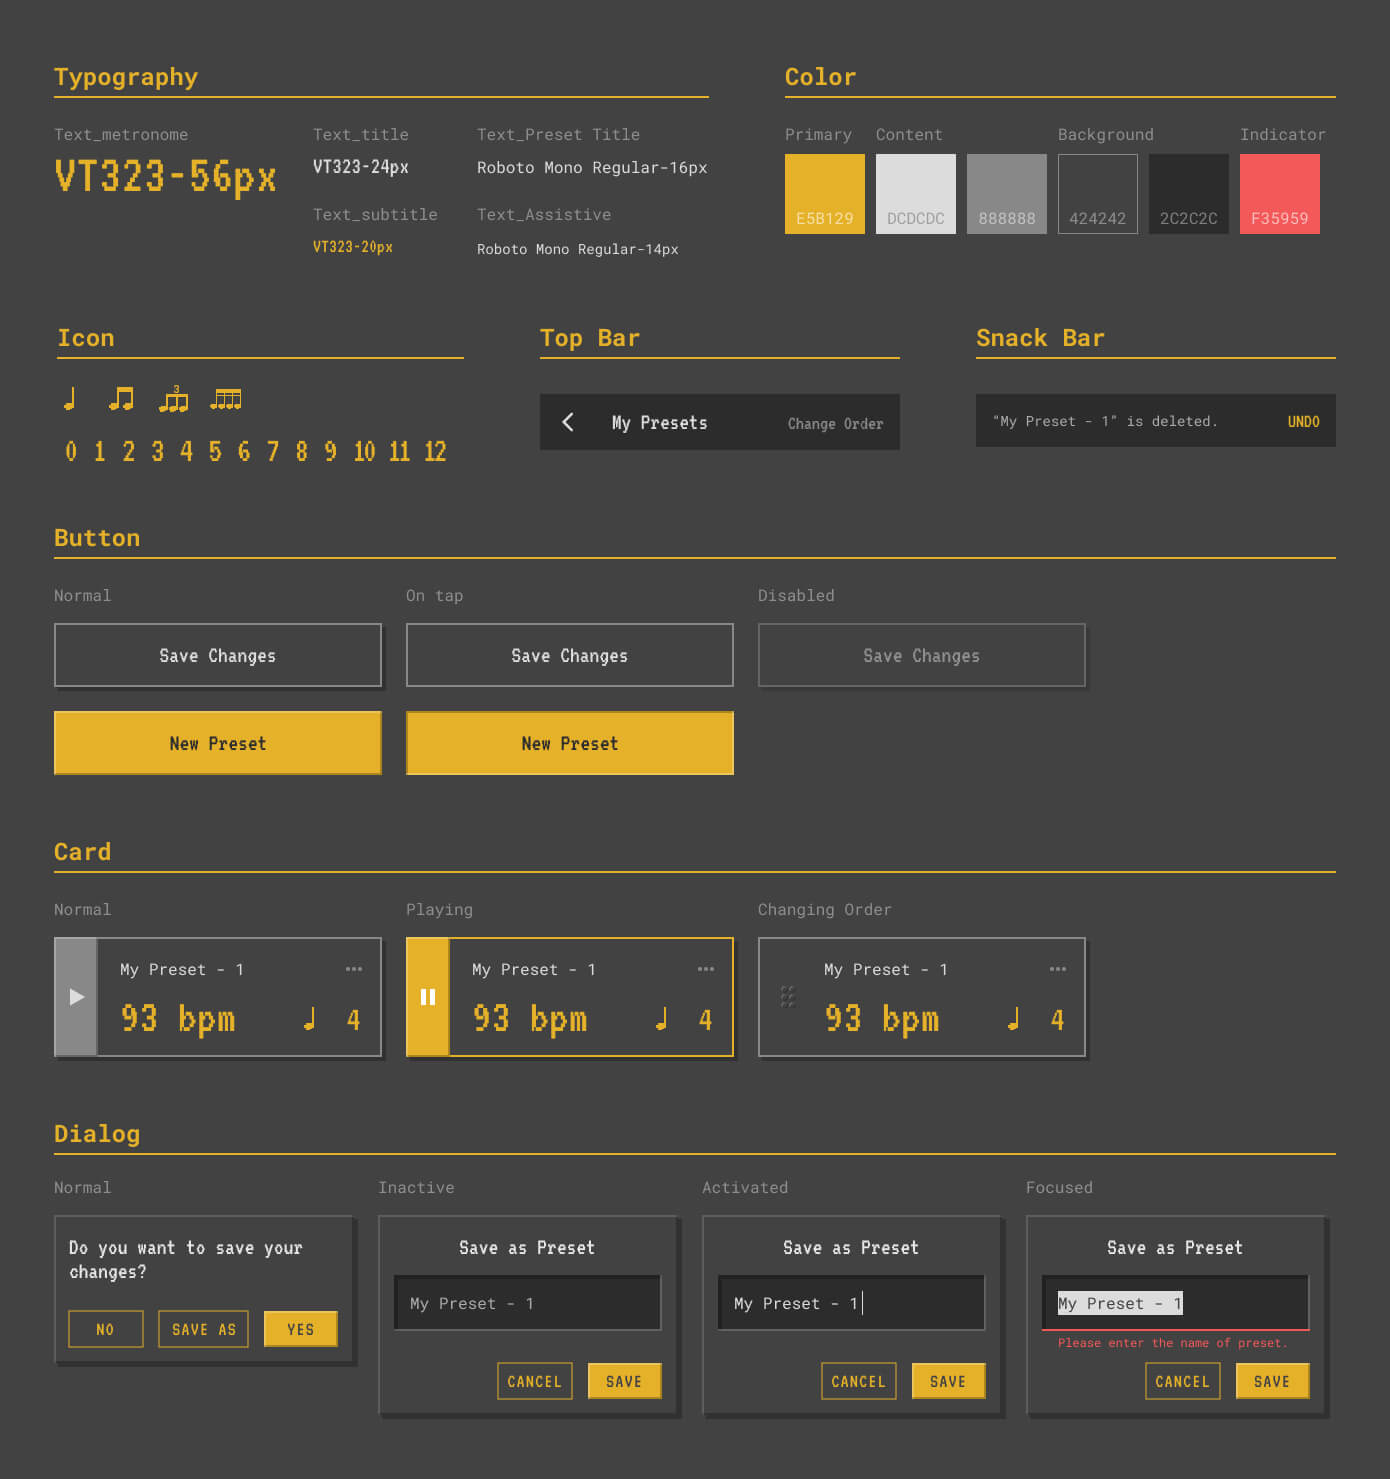 Typography
Text_metronome
VT323-56px
Text_title
VT323-24px
Text_subtitle
VT323-20px
Text_Preset Title
Roboto Mono Regular-16px
Text_Assistive
Roboto Mono Regular-14px
Color
Primary
Content
Background
Indicator
E5B129
DCDCDC
888888
424242
2C2C2C
F35959
Icon
3
0 1 2 3 4 5 6 7 8 9 10 11 12
Top Bar
My Presets
Change Order
Snack Bar
"My Preset - 1" is deleted.
UNDO
Button
Normal
On tap
Disabled
Save Changes
Save Changes
Save Changes
New Preset
New Preset
Card
Normal
Playing
Changing Order
My Preset - 1
93 bpm
4
My Preset - 1
93 bpm
4
My Preset - 1
93 bpm
4
Dialog
Normal
Do you want to save your
changes?
NO
SAVE AS
YES
Inactive
Save as Preset
My Preset - 1
CANCEL
SAVE
Activated
Save as Preset
My Preset - 1
CANCEL
SAVE
Focused
Save as Preset
My Preset - 1
Please enter the name of preset.
CANCEL
SAVE